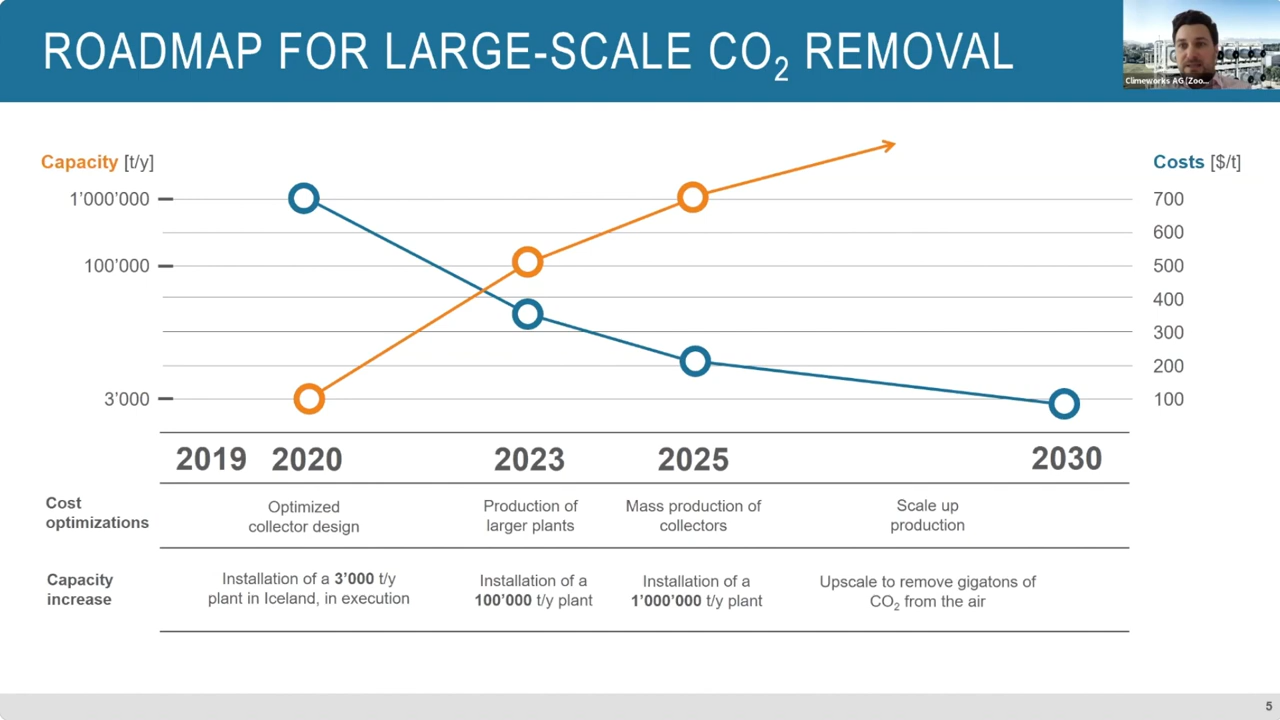 ROADMAP FOR LARGE-SCALE CO₂ REMOVAL
Climeworks AG (Zoo...
Capacity [t/y]
Costs [$/t]
1’000’000
700
600
100’000
500
400
300
200
3’000
100
2019 2020 2023 2025 2030
Cost
optimizations
Optimized
collector design
Production of
larger plants
Mass production of
collectors
Scale up
production
Capacity
increase
Installation of a 3’000 t/y
plant in Iceland, in execution
Installation of a
100’000 t/y plant
Installation of a
1’000’000 t/y plant
Upscale to remove gigatons of
CO₂ from the air
5